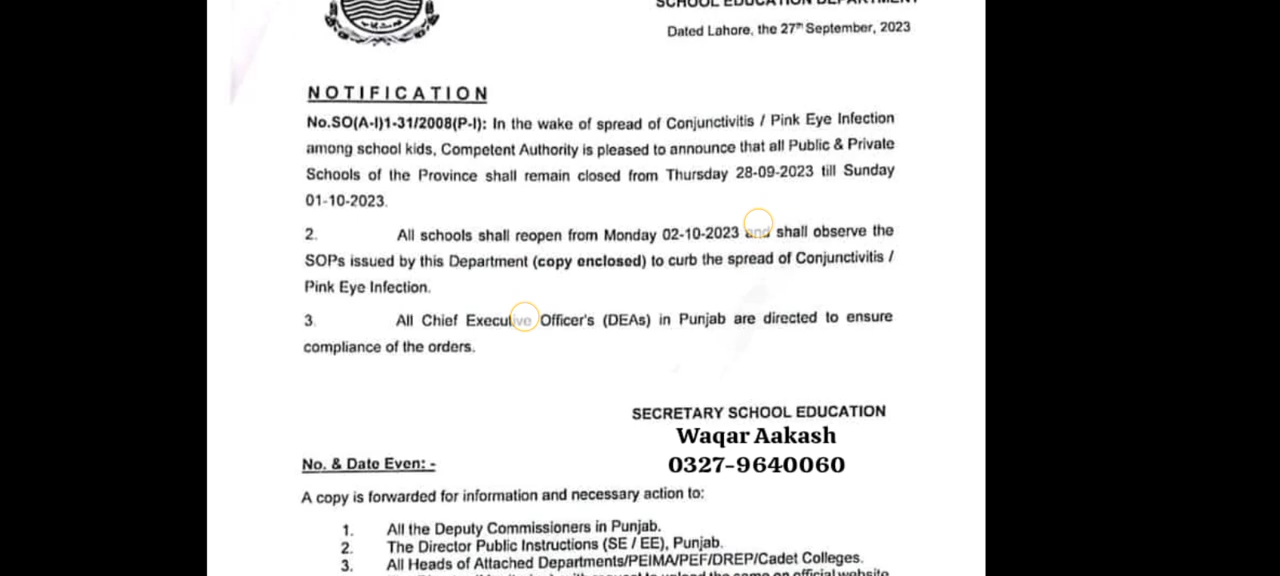 SCHOOL EDUCATION DEPARTMENT
Dated Lahore, the 27th September, 2023
NOTIFICATION
No.SO(A-I)1-31/2008(P-I): In the wake of spread of Conjunctivitis / Pink Eye Infection
among school kids, Competent Authority is pleased to announce that all Public & Private
Schools of the Province shall remain closed from Thursday 28-09-2023 till Sunday
01-10-2023.
2. All schools shall reopen from Monday 02-10-2023 and shall observe the
SOPs issued by this Department (copy enclosed) to curb the spread of Conjunctivitis /
Pink Eye Infection.
3. All Chief Executive Officer's (DEAs) in Punjab are directed to ensure
compliance of the orders.
SECRETARY SCHOOL EDUCATION
Waqar Aakash
0327-9640060
No. & Date Even: -
A copy is forwarded for information and necessary action to:
1. All the Deputy Commissioners in Punjab.
2. The Director Public Instructions (SE / EE), Punjab.
3. All Heads of Attached Departments/PEIMA/PEF/DREP/Cadet Colleges.